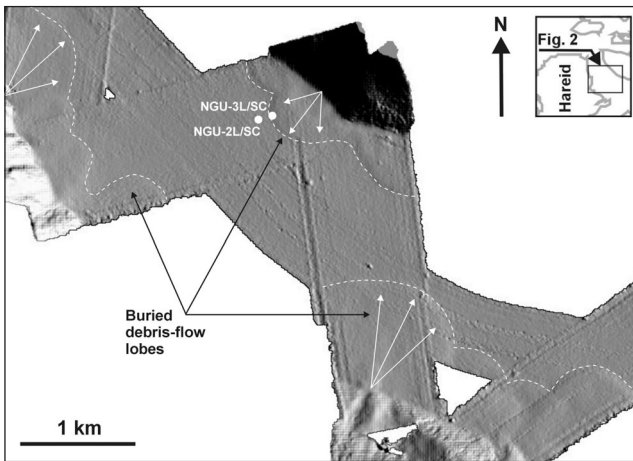 N
Fig. 2
Hareid
NGU-3L/SC
NGU-2L/SC
Buried
debris-flow
lobes
1 km